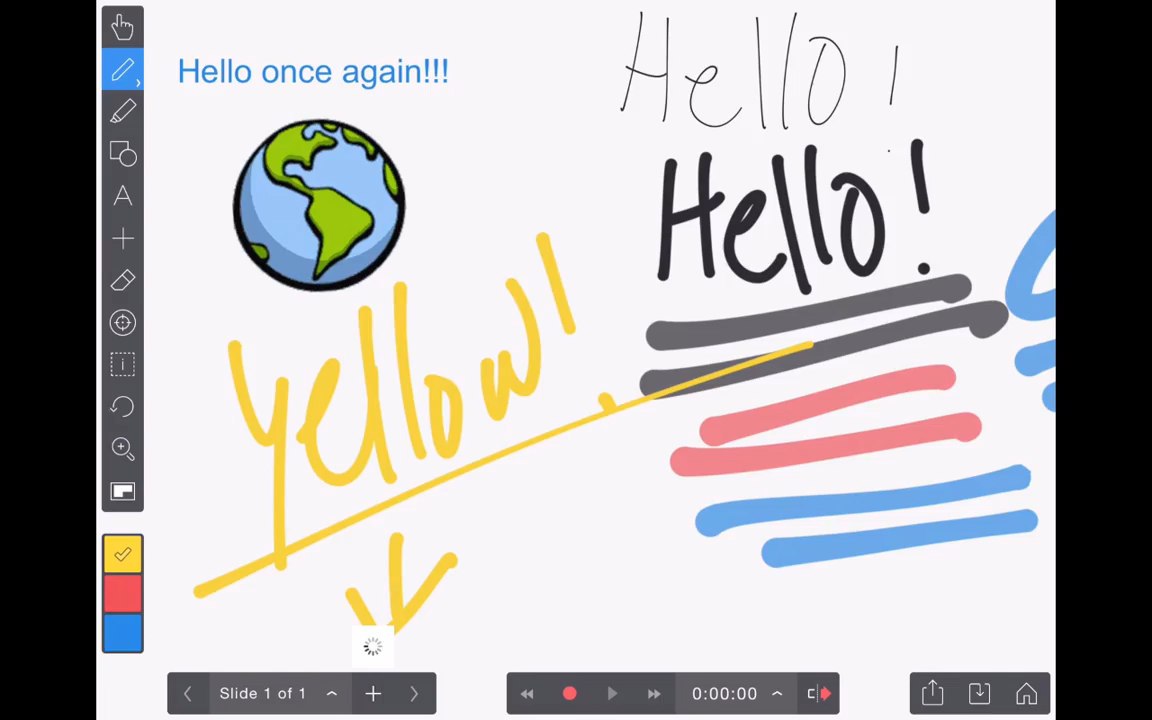 Hello once again!!!
Hello!
Hello!
Yellow!
A
Slide 1 of 1
0:00:00